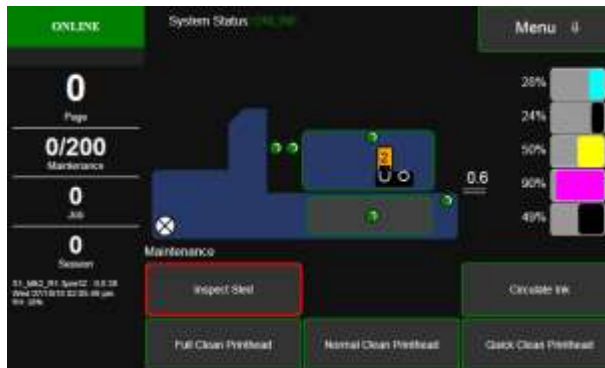 ONLINE
System Status ONLINE
Menu
0
Page
0/200
Maintenance
0
Job
0
Session
28%
24%
50%
90%
49%
2
0.6
Maintenance
Inspect Sled
Circulate Ink
Full Clean Printhead
Normal Clean Printhead
Quick Clean Printhead